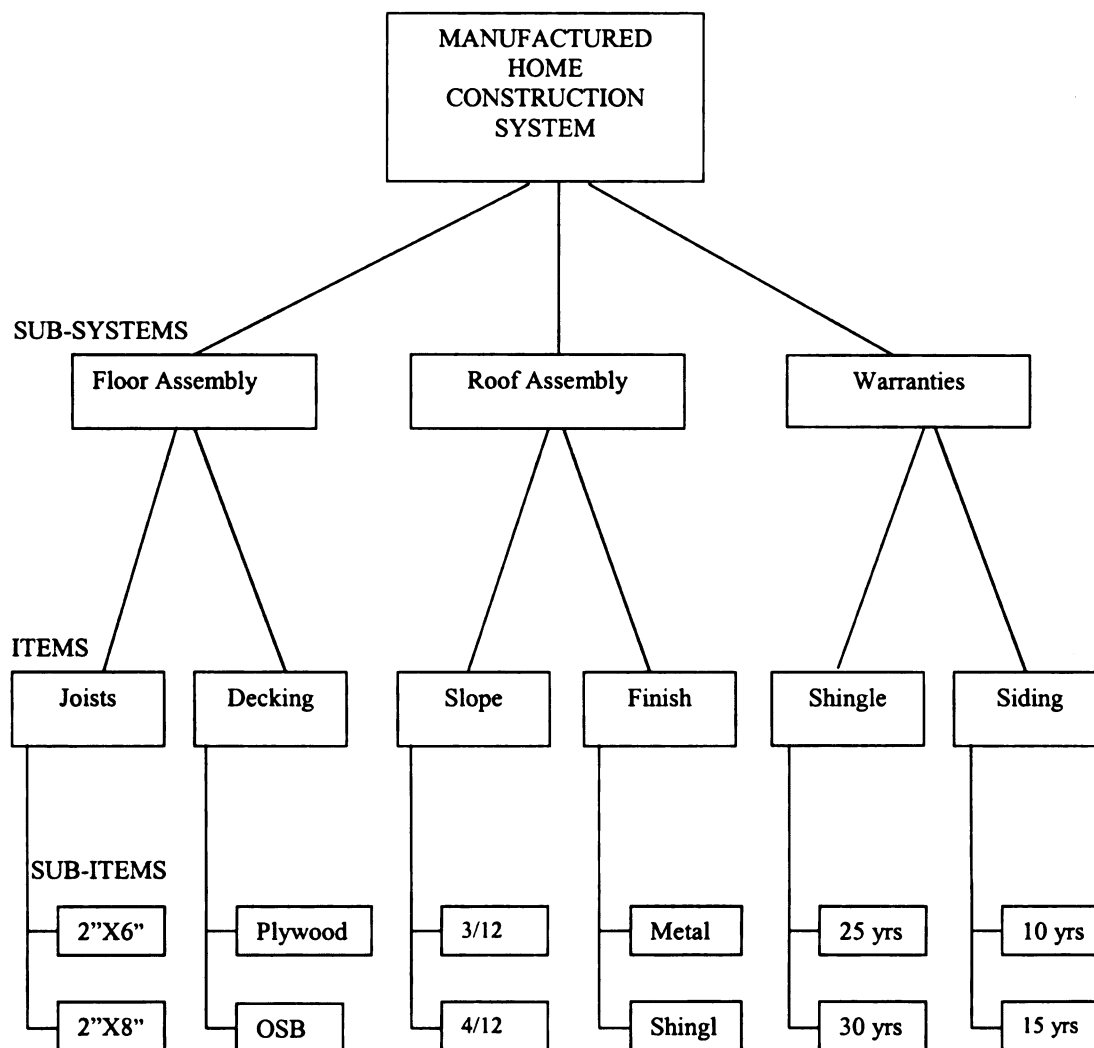 MANUFACTURED
HOME
CONSTRUCTION
SYSTEM
SUB-SYSTEMS
Floor Assembly
Roof Assembly
Warranties
ITEMS
Joists
Decking
Slope
Finish
Shingle
Siding
SUB-ITEMS
2”X6”
Plywood
3/12
Metal
25 yrs
10 yrs
2”X8”
OSB
4/12
Shingl
30 yrs
15 yrs